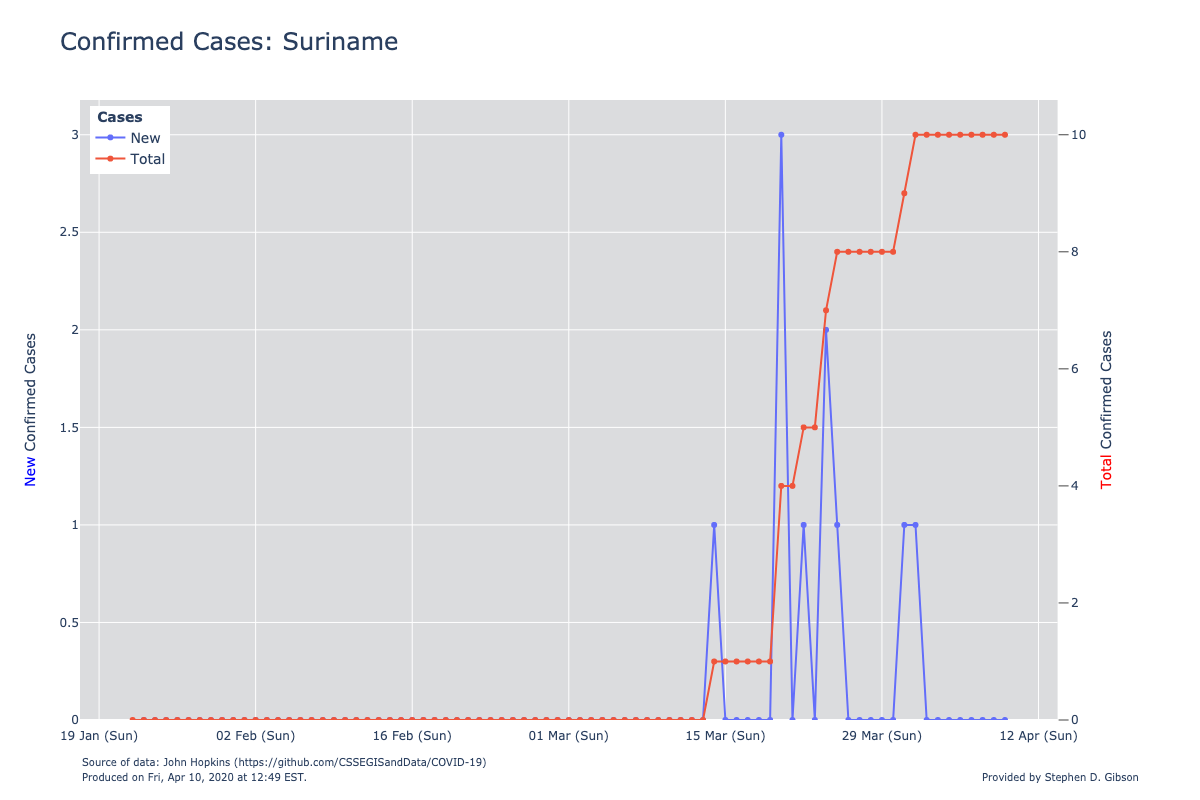 Confirmed Cases: Suriname
Cases
New
Total
3
2.5
2
1.5
1
0.5
0
New Confirmed Cases
10
8
6
4
2
0
Total Confirmed Cases
19 Jan (Sun)
02 Feb (Sun)
16 Feb (Sun)
01 Mar (Sun)
15 Mar (Sun)
29 Mar (Sun)
12 Apr (Sun)
Source of data: John Hopkins (https://github.com/CSSEGISandData/COVID-19)
Produced on Fri, Apr 10, 2020 at 12:49 EST.
Provided by Stephen D. Gibson